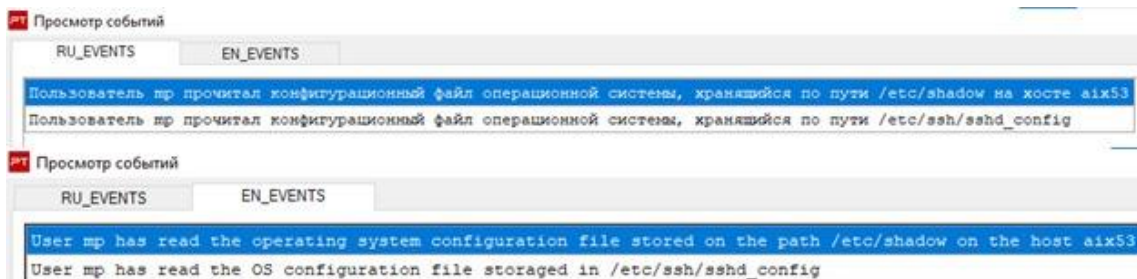 PT Просмотр событий
RU_EVENTS EN_EVENTS
Пользователь mp прочитал конфигурационный файл операционной системы, хранящийся по пути /etc/shadow на хосте aix53
Пользователь mp прочитал конфигурационный файл операционной системы, хранящийся по пути /etc/ssh/sshd_config
PT Просмотр событий
RU_EVENTS EN_EVENTS
User mp has read the operating system configuration file stored on the path /etc/shadow on the host aix53
User mp has read the OS configuration file storaged in /etc/ssh/sshd_config